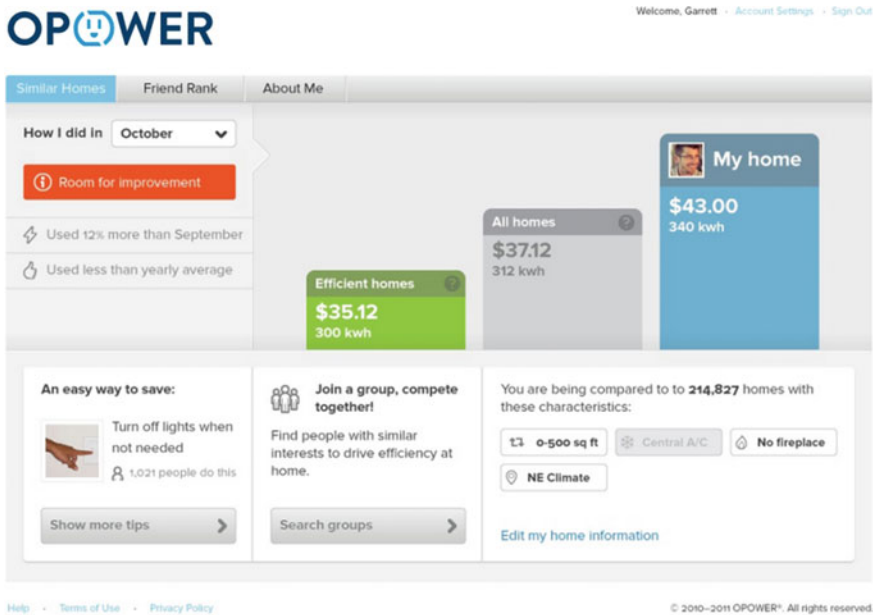 OPOWER
Welcome, Garrett · Account Settings · Sign Out
Similar Homes
Friend Rank
About Me
How I did in
October
Room for improvement
Used 12% more than September
Used less than yearly average
Efficient homes ?
$35.12
300 kwh
All homes ?
$37.12
312 kwh
My home
$43.00
340 kwh
An easy way to save:
Turn off lights when
not needed
1,021 people do this
Show more tips
Join a group, compete
together!
Find people with similar
interests to drive efficiency at
home.
Search groups
You are being compared to to 214,827 homes with
these characteristics:
0-500 sq ft
Central A/C
No fireplace
NE Climate
Edit my home information
Help · Terms of Use · Privacy Policy
© 2010–2011 OPOWER®. All rights reserved.